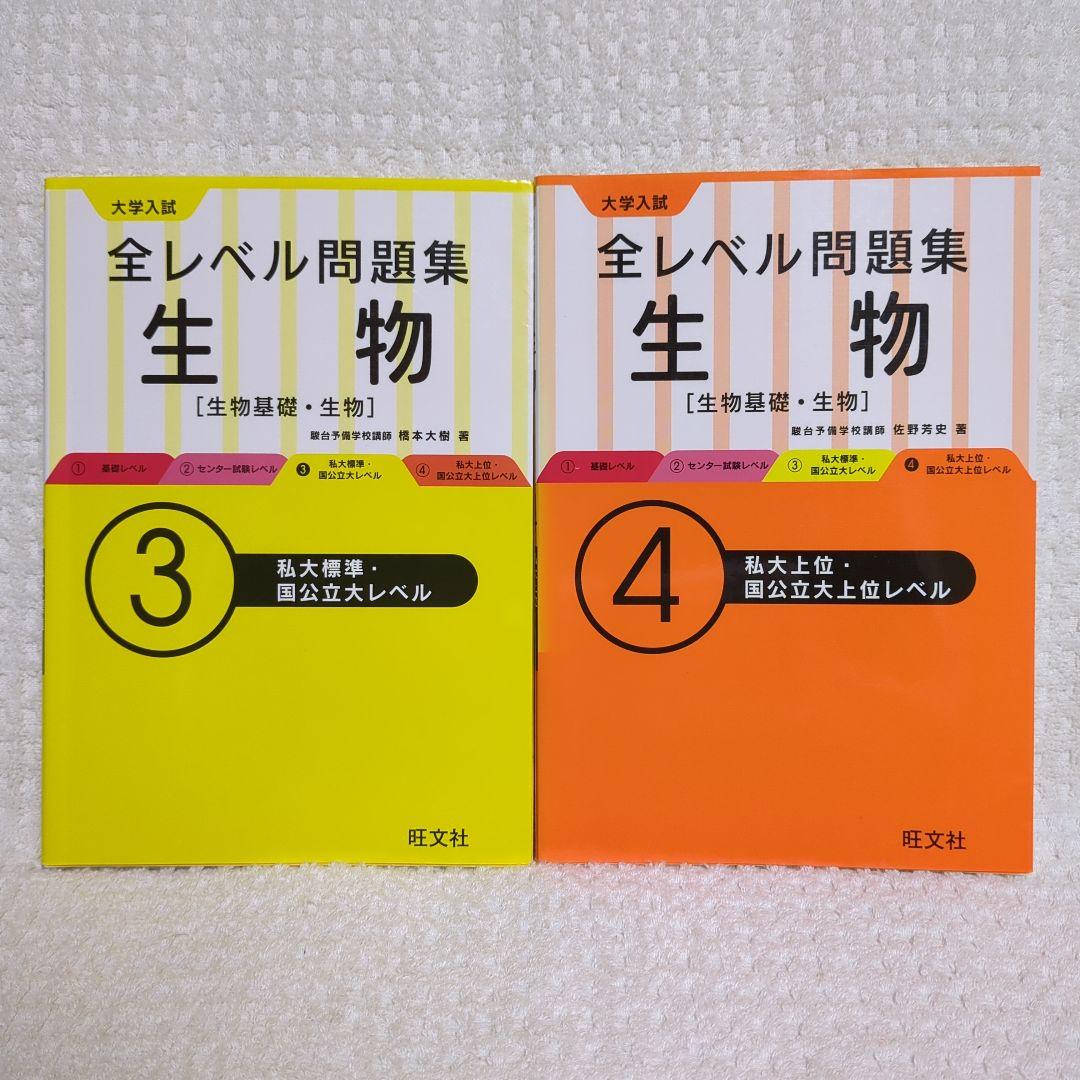 大学入試
全レベル問題集
生物
[生物基礎・生物]
駿台予備学校講師 橋本大樹 著
① 基礎レベル
② センター試験レベル
❸ 私大標準・
国公立大レベル
④ 私大上位・
国公立大上位レベル
3
私大標準・
国公立大レベル
旺文社
大学入試
全レベル問題集
生物
[生物基礎・生物]
駿台予備学校講師 佐野芳史 著
① 基礎レベル
② センター試験レベル
③ 私大標準・
国公立大レベル
❹ 私大上位・
国公立大上位レベル
4
私大上位・
国公立大上位レベル
旺文社